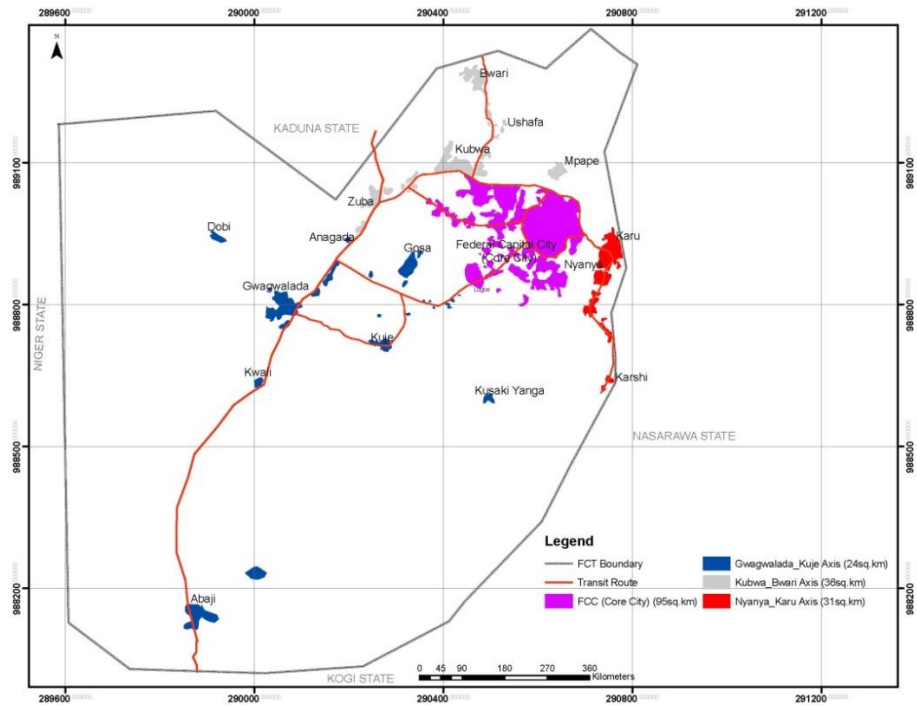 289600 290000 290400 290800 291200
N
Bwari
Ushafa
KADUNA STATE
Kubwa
Mpape
989100 989100
Zuba
Dobi
Anagada
Karu
Gosa
Federal Capital City
(Core City)
Nyanya
Gwagwalada
Lugbe
988800 988800
NIGER STATE
Kuje
Kwali
Karshi
Kusaki Yanga
NASARAWA STATE
988500 988500
Legend
FCT Boundary
Transit Route
FCC (Core City) (95sq.km)
Gwagwalada_Kuje Axis (24sq.km)
Kubwa_Bwari Axis (36sq.km)
Nyanya_Karu Axis (31sq.km)
988200 988200
Abaji
KOGI STATE
0 45 90 180 270 360
Kilometers
289600 290000 290400 290800 291200